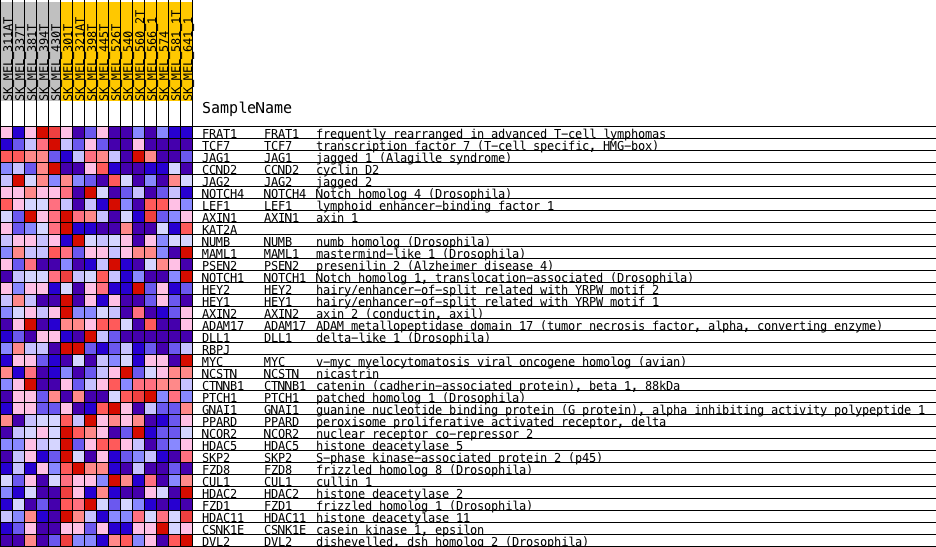 SK_MEL_311AT
SK_MEL_337T
SK_MEL_381T
SK_MEL_394T
SK_MEL_430T
SK_MEL_301T
SK_MEL_321AT
SK_MEL_398T
SK_MEL_445T
SK_MEL_526T
SK_MEL_540
SK_MEL_560_2T
SK_MEL_566_1
SK_MEL_574
SK_MEL_581_1T
SK_MEL_641_1
SampleName
FRAT1 FRAT1 frequently rearranged in advanced T-cell lymphomas
TCF7 TCF7 transcription factor 7 (T-cell specific, HMG-box)
JAG1 JAG1 jagged 1 (Alagille syndrome)
CCND2 CCND2 cyclin D2
JAG2 JAG2 jagged 2
NOTCH4 NOTCH4 Notch homolog 4 (Drosophila)
LEF1 LEF1 lymphoid enhancer-binding factor 1
AXIN1 AXIN1 axin 1
KAT2A
NUMB NUMB numb homolog (Drosophila)
MAML1 MAML1 mastermind-like 1 (Drosophila)
PSEN2 PSEN2 presenilin 2 (Alzheimer disease 4)
NOTCH1 NOTCH1 Notch homolog 1, translocation-associated (Drosophila)
HEY2 HEY2 hairy/enhancer-of-split related with YRPW motif 2
HEY1 HEY1 hairy/enhancer-of-split related with YRPW motif 1
AXIN2 AXIN2 axin 2 (conductin, axil)
ADAM17 ADAM17 ADAM metallopeptidase domain 17 (tumor necrosis factor, alpha, converting enzyme)
DLL1 DLL1 delta-like 1 (Drosophila)
RBPJ
MYC MYC v-myc myelocytomatosis viral oncogene homolog (avian)
NCSTN NCSTN nicastrin
CTNNB1 CTNNB1 catenin (cadherin-associated protein), beta 1, 88kDa
PTCH1 PTCH1 patched homolog 1 (Drosophila)
GNAI1 GNAI1 guanine nucleotide binding protein (G protein), alpha inhibiting activity polypeptide 1
PPARD PPARD peroxisome proliferative activated receptor, delta
NCOR2 NCOR2 nuclear receptor co-repressor 2
HDAC5 HDAC5 histone deacetylase 5
SKP2 SKP2 S-phase kinase-associated protein 2 (p45)
FZD8 FZD8 frizzled homolog 8 (Drosophila)
CUL1 CUL1 cullin 1
HDAC2 HDAC2 histone deacetylase 2
FZD1 FZD1 frizzled homolog 1 (Drosophila)
HDAC11 HDAC11 histone deacetylase 11
CSNK1E CSNK1E casein kinase 1, epsilon
DVL2 DVL2 dishevelled, dsh homolog 2 (Drosophila)